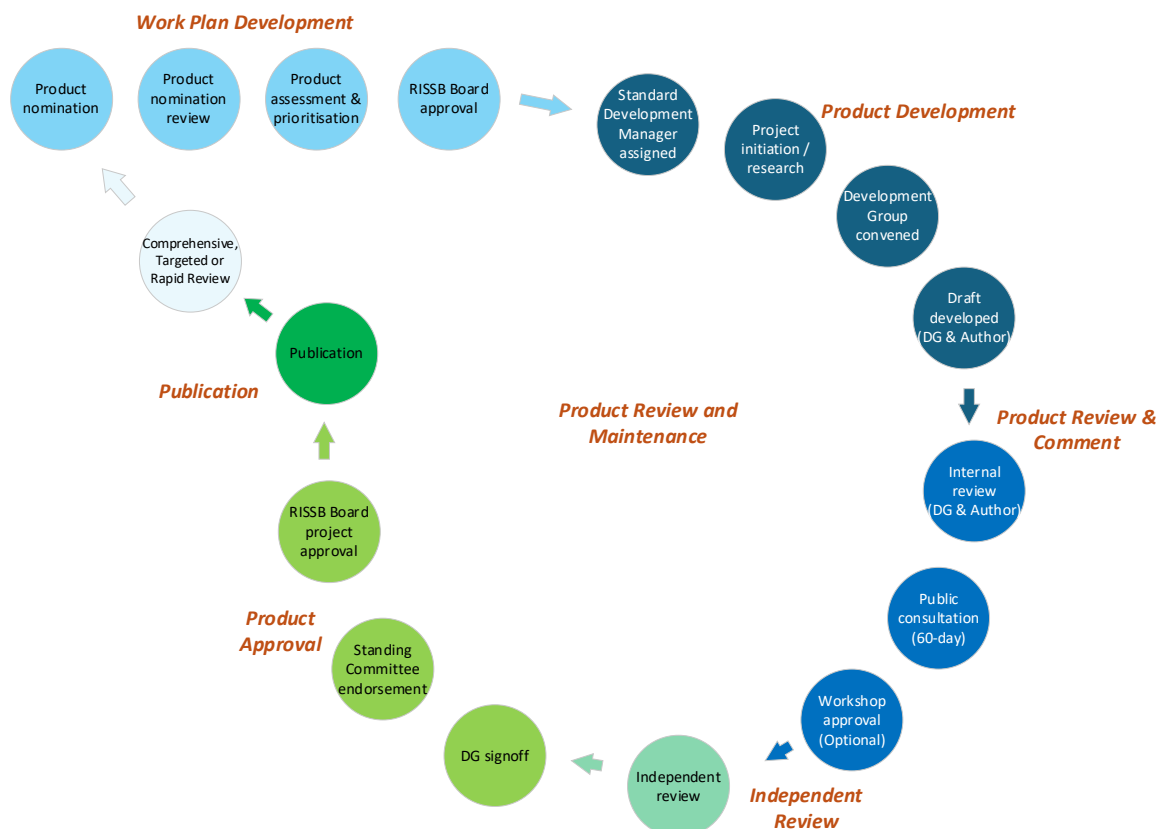 Work Plan Development
Product
nomination
Product
nomination
review
Product
assessment &
prioritisation
RISSB Board
approval
Standard
Development
Manager
assigned
Project
initiation /
research
Product Development
Development
Group
convened
Draft
developed
(DG & Author)
Product Review &
Comment
Internal
review
(DG & Author)
Public
consultation
(60-day)
Workshop
approval
(Optional)
Independent
Review
Independent
review
DG signoff
Standing
Committee
endorsement
Product
Approval
RISSB Board
project
approval
Publication
Publication
Comprehensive,
Targeted or
Rapid Review
Product Review and
Maintenance